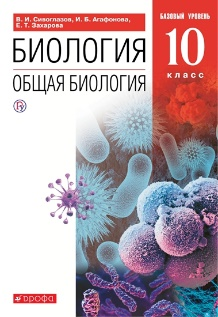 В. И. Сивоглазов, И. Б. Агафонова,
Е. Т. Захарова
БАЗОВЫЙ УРОВЕНЬ
БИОЛОГИЯ
ОБЩАЯ БИОЛОГИЯ
10
КЛАСС
дрофа